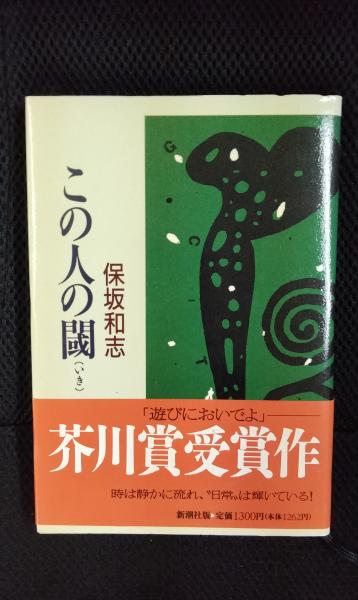 この人の閾
(いき)
保坂和志
「遊びにおいでよ」――
芥川賞受賞作
時は静かに流れ、〝日常〟は輝いている!
新潮社版●定価1300円(本体1262円)